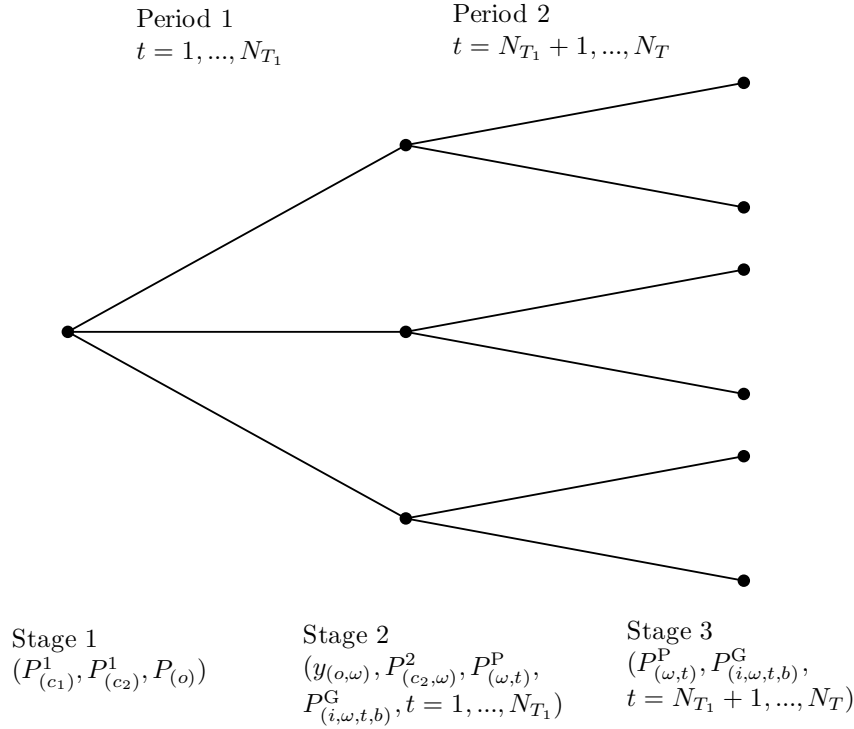 Period 1
t = 1, ..., N_{T_1}
Period 2
t = N_{T_1} + 1, ..., N_T
Stage 1
(P^1_{(c_1)}, P^1_{(c_2)}, P_{(o)})
Stage 2
(y_{(o,ω)}, P^2_{(c_2,ω)}, P^P_{(ω,t)},
P^G_{(i,ω,t,b)}, t = 1, ..., N_{T_1})
Stage 3
(P^P_{(ω,t)}, P^G_{(i,ω,t,b)},
t = N_{T_1} + 1, ..., N_T)